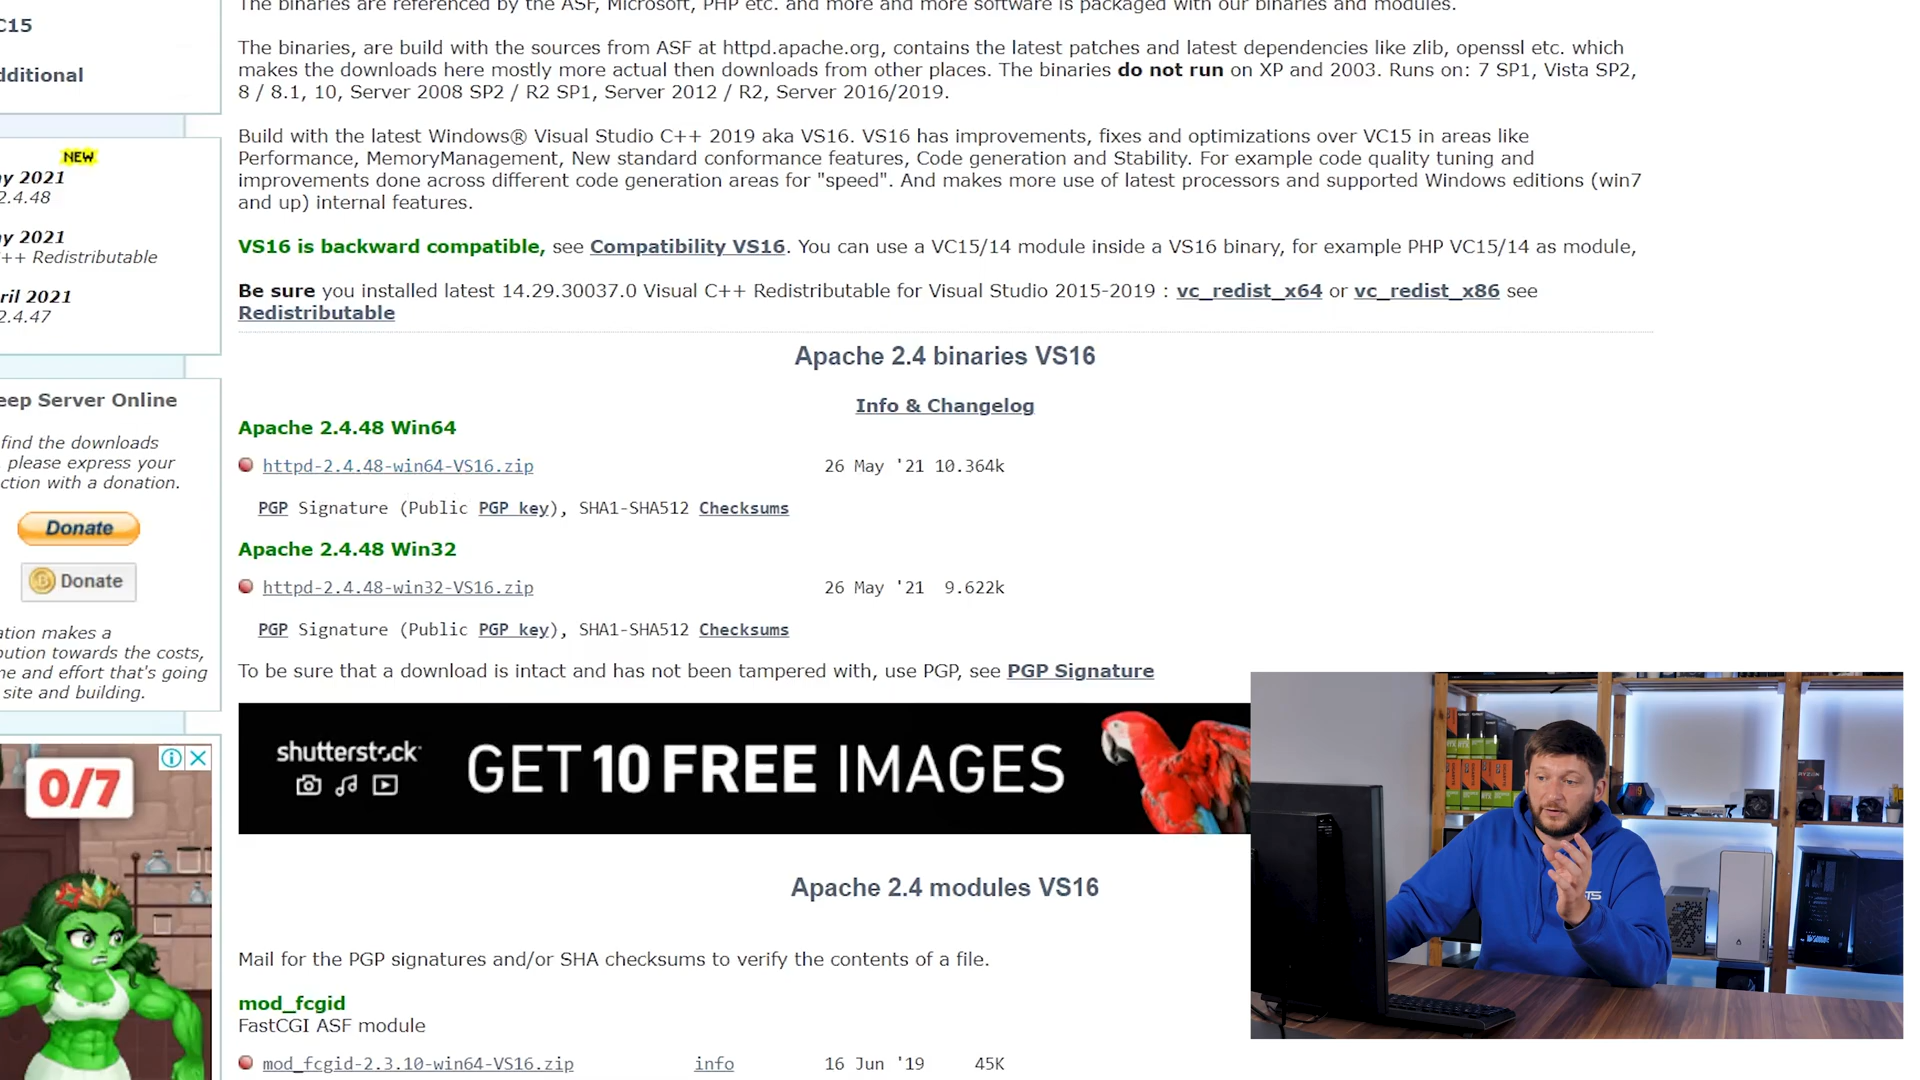 The binaries are referenced by the ASF, Microsoft, PHP etc. and more and more software is packaged with our binaries and modules.
The binaries, are build with the sources from ASF at httpd.apache.org, contains the latest patches and latest dependencies like zlib, openssl etc. which
makes the downloads here mostly more actual then downloads from other places. The binaries do not run on XP and 2003. Runs on: 7 SP1, Vista SP2,
8 / 8.1, 10, Server 2008 SP2 / R2 SP1, Server 2012 / R2, Server 2016/2019.
Build with the latest Windows® Visual Studio C++ 2019 aka VS16. VS16 has improvements, fixes and optimizations over VC15 in areas like
Performance, MemoryManagement, New standard conformance features, Code generation and Stability. For example code quality tuning and
improvements done across different code generation areas for "speed". And makes more use of latest processors and supported Windows editions (win7
and up) internal features.
VS16 is backward compatible, see Compatibility VS16. You can use a VC15/14 module inside a VS16 binary, for example PHP VC15/14 as module,
Be sure you installed latest 14.29.30037.0 Visual C++ Redistributable for Visual Studio 2015-2019 : vc_redist_x64 or vc_redist_x86 see
Redistributable
Apache 2.4 binaries VS16
Info & Changelog
Apache 2.4.48 Win64
httpd-2.4.48-win64-VS16.zip 26 May '21 10.364k
PGP Signature (Public PGP key), SHA1-SHA512 Checksums
Apache 2.4.48 Win32
httpd-2.4.48-win32-VS16.zip 26 May '21 9.622k
PGP Signature (Public PGP key), SHA1-SHA512 Checksums
To be sure that a download is intact and has not been tampered with, use PGP, see PGP Signature
shutterstock
GET 10 FREE IMAGES
Apache 2.4 modules VS16
Mail for the PGP signatures and/or SHA checksums to verify the contents of a file.
mod_fcgid
FastCGI ASF module
mod_fcgid-2.3.10-win64-VS16.zip info 16 Jun '19 45K
C15
dditional
NEW
ay 2021
2.4.48
ay 2021
++ Redistributable
ril 2021
2.4.47
eep Server Online
find the downloads
, please express your
ction with a donation.
Donate
Donate
ation makes a
bution towards the costs,
me and effort that's going
site and building.
0/7